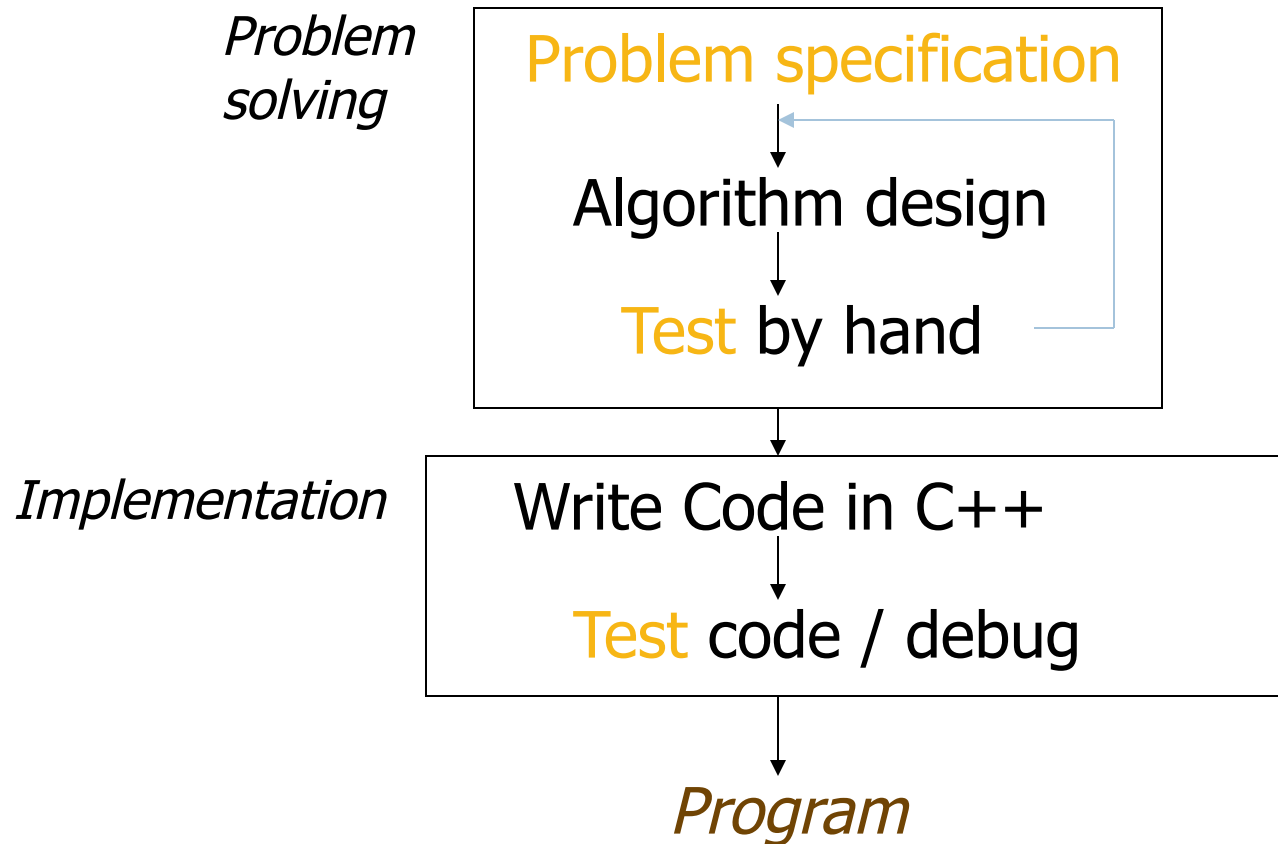 Problem
solving
Problem specification
Algorithm design
Test by hand
Implementation
Write Code in C++
Test code / debug
Program